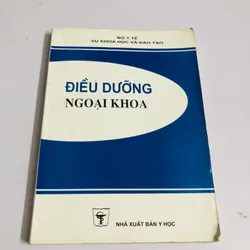 BỘ Y TẾ
VỤ KHOA HỌC VÀ ĐÀO TẠO
ĐIỀU DƯỠNG
NGOẠI KHOA
NHÀ XUẤT BẢN Y HỌC